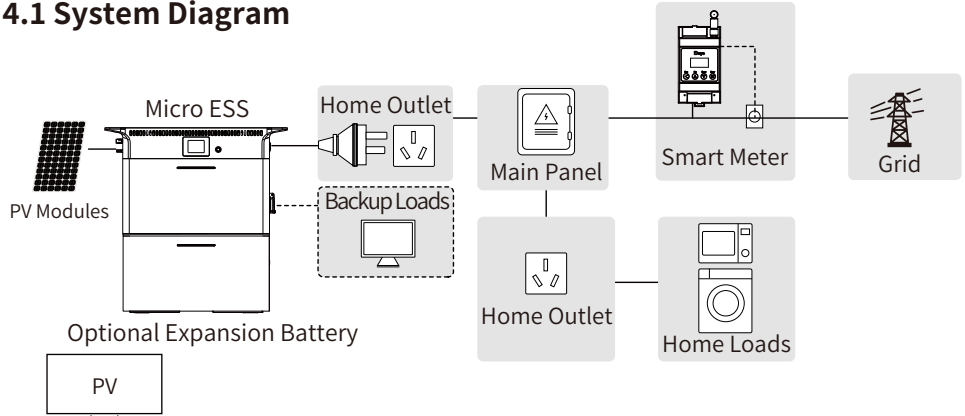 4.1 System Diagram
Micro ESS
Home Outlet
Main Panel
Smart Meter
Grid
PV Modules
Backup Loads
Home Outlet
Home Loads
Optional Expansion Battery
PV